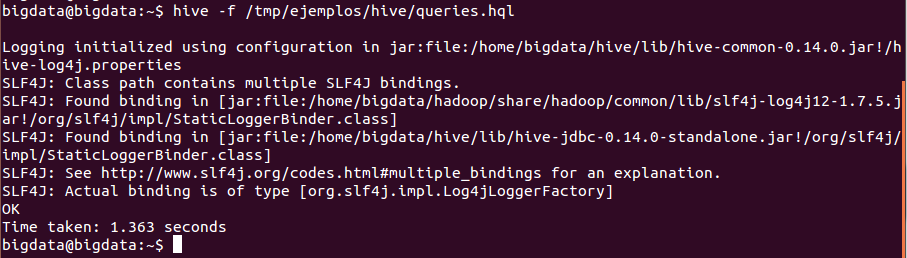 bigdata@bigdata:~$ hive -f /tmp/ejemplos/hive/queries.hql
Logging initialized using configuration in jar:file:/home/bigdata/hive/lib/hive-common-0.14.0.jar!/h
ive-log4j.properties
SLF4J: Class path contains multiple SLF4J bindings.
SLF4J: Found binding in [jar:file:/home/bigdata/hadoop/share/hadoop/common/lib/slf4j-log4j12-1.7.5.j
ar!/org/slf4j/impl/StaticLoggerBinder.class]
SLF4J: Found binding in [jar:file:/home/bigdata/hive/lib/hive-jdbc-0.14.0-standalone.jar!/org/slf4j/
impl/StaticLoggerBinder.class]
SLF4J: See http://www.slf4j.org/codes.html#multiple_bindings for an explanation.
SLF4J: Actual binding is of type [org.slf4j.impl.Log4jLoggerFactory]
OK
Time taken: 1.363 seconds
bigdata@bigdata:~$